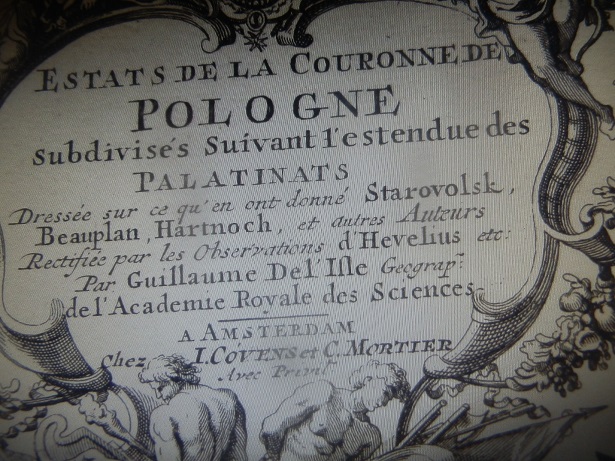 ESTATS DE LA COURONNE DE
POLOGNE
Subdivisés Suivant l'estendue des
PALATINATS
Dressée sur ce qu'en ont donné Starovolsk,
Beauplan, Hartnoch, et autres Auteurs
Rectifiée par les Observations d'Hevelius etc:
Par Guillaume Del'Isle Geograp.
de l'Academie Royale des Sciences
A AMSTERDAM
Chez I. COVENS et C. MORTIER
Avec Privil